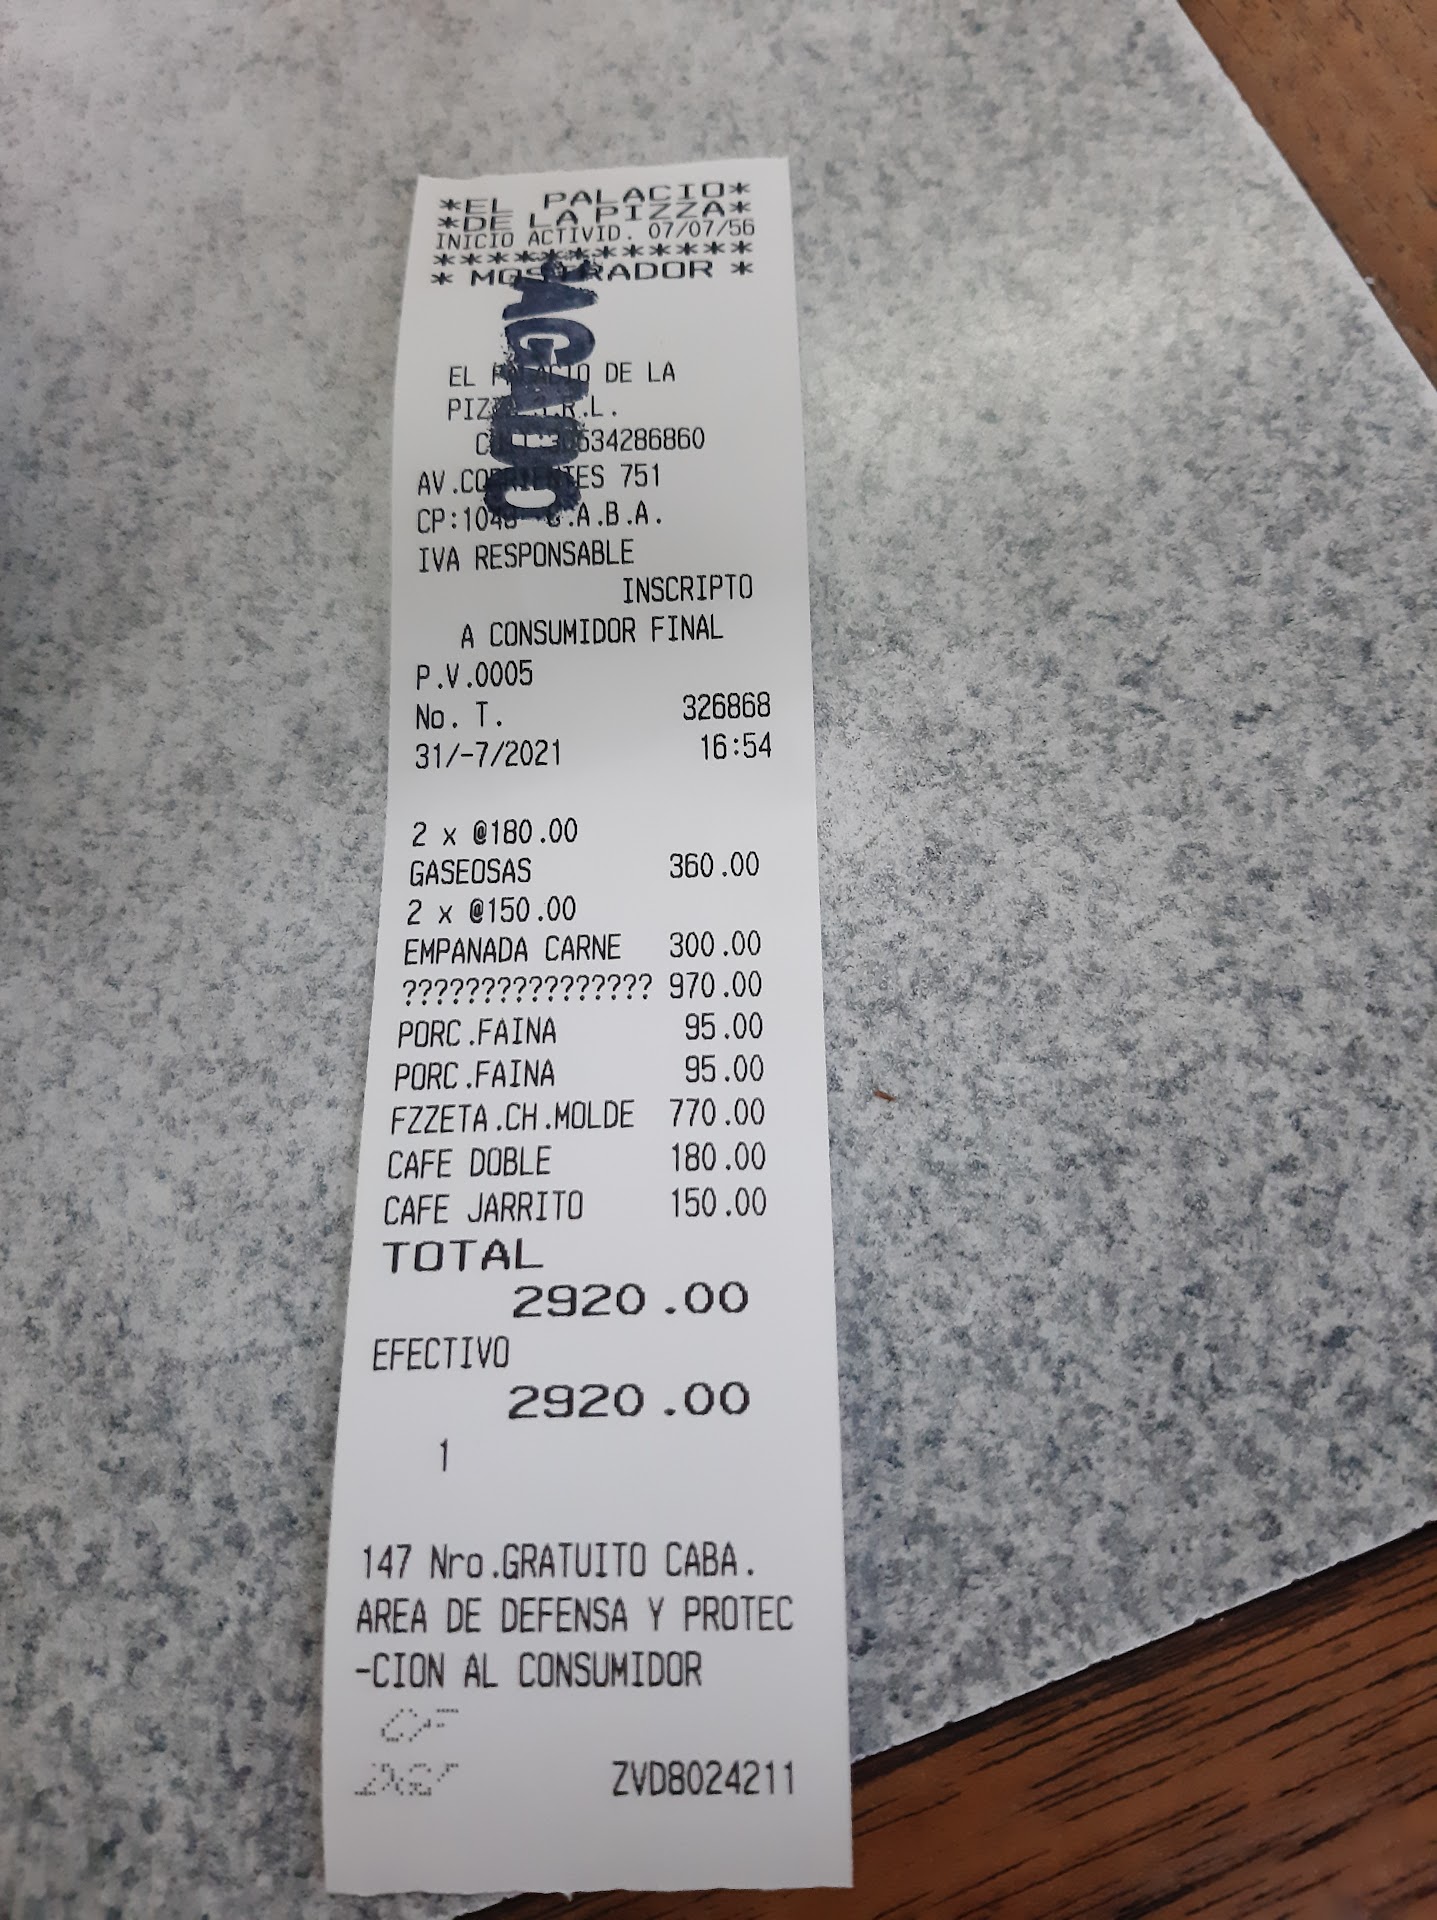 *EL PALACIO*
*DE LA PIZZA*
INICIO ACTIVID. 07/07/56
*************
* MOSTRADOR *
PAGADO
EL PALACIO DE LA
PIZZA S.R.L.
534286860
AV.CORRIENTES 751
CP:1043 C.A.B.A.
IVA RESPONSABLE
INSCRIPTO
A CONSUMIDOR FINAL
P.V.0005
No. T. 326868
31/-7/2021 16:54
2 x @180.00
GASEOSAS 360.00
2 x @150.00
EMPANADA CARNE 300.00
???????????????? 970.00
PORC.FAINA 95.00
PORC.FAINA 95.00
FZZETA.CH.MOLDE 770.00
CAFE DOBLE 180.00
CAFE JARRITO 150.00
TOTAL
2920.00
EFECTIVO
2920.00
1
147 Nro.GRATUITO CABA.
AREA DE DEFENSA Y PROTEC
-CION AL CONSUMIDOR
CF
ZVD8024211